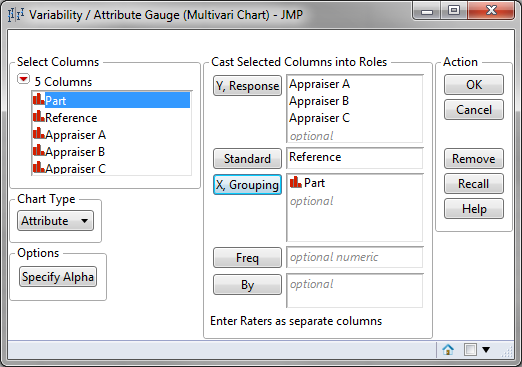 Variability / Attribute Gauge (Multivari Chart) - JMP
Select Columns
5 Columns
Part
Reference
Appraiser A
Appraiser B
Appraiser C
Chart Type
Attribute
Options
Specify Alpha
Cast Selected Columns into Roles
Y, Response
Appraiser A
Appraiser B
Appraiser C
optional
Standard
Reference
X, Grouping
Part
optional
Freq
optional numeric
By
optional
Enter Raters as separate columns
Action
OK
Cancel
Remove
Recall
Help